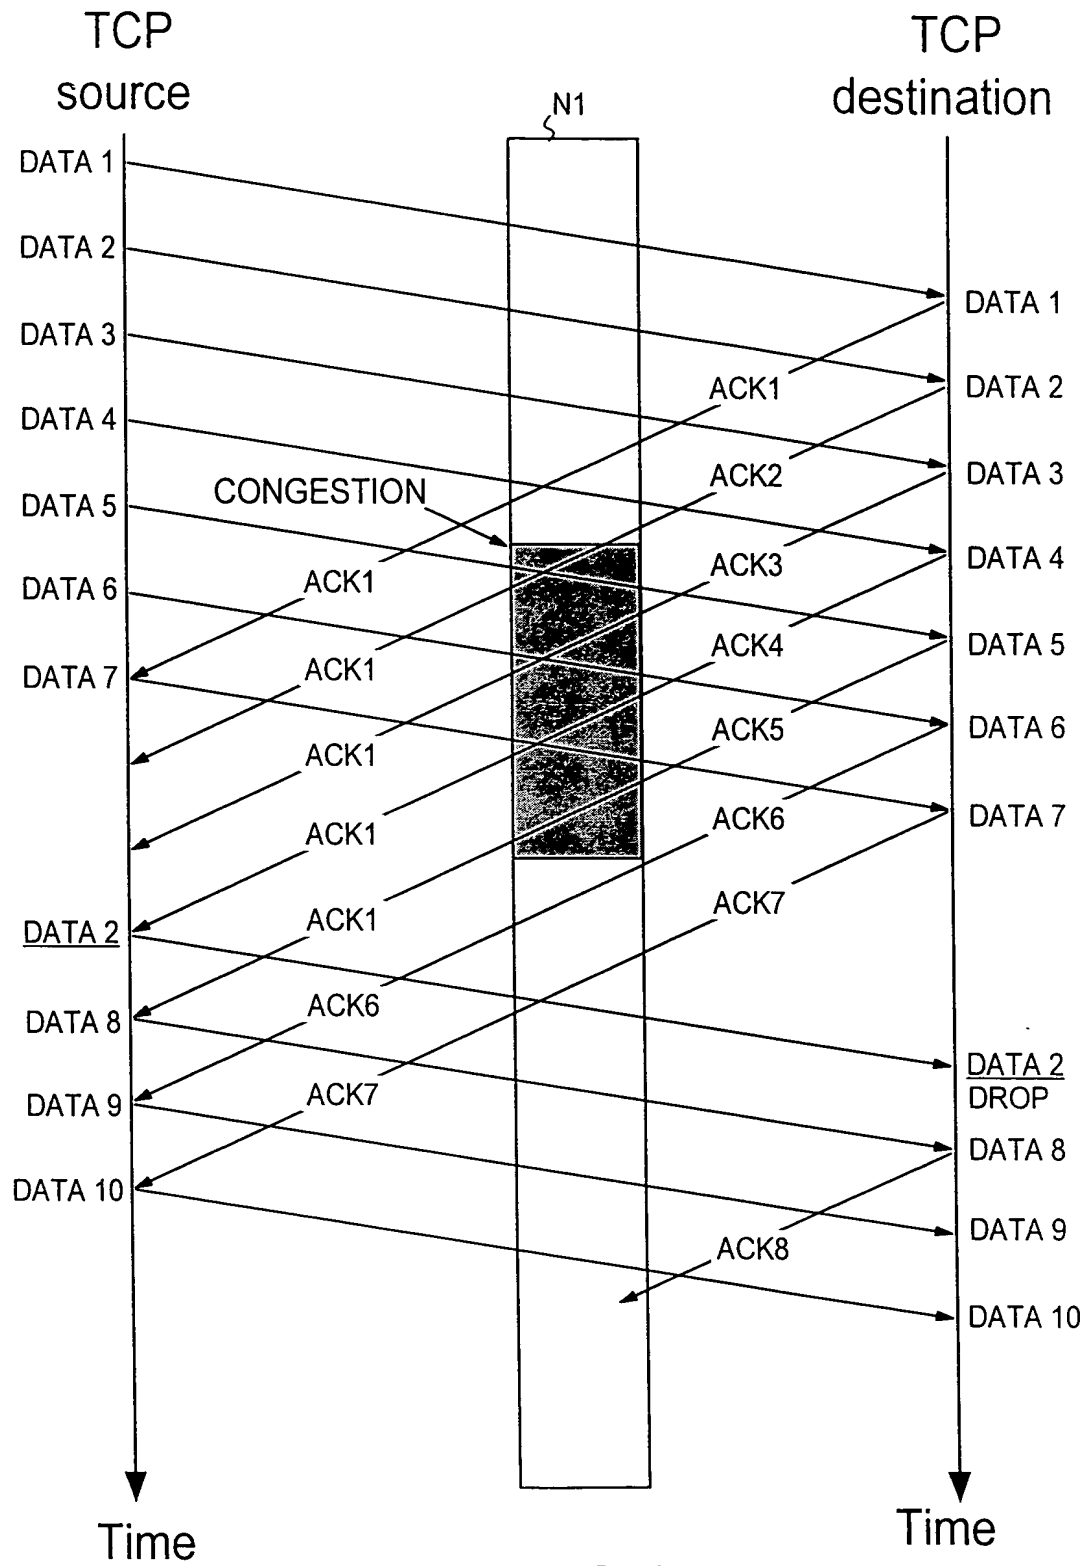 TCP
source
TCP
destination
N1
DATA 1
DATA 2
DATA 3
DATA 4
DATA 5
DATA 6
DATA 7
DATA 2
DATA 8
DATA 9
DATA 10
CONGESTION
ACK1
ACK1
ACK1
ACK1
ACK1
ACK6
ACK7
ACK1
ACK2
ACK3
ACK4
ACK5
ACK6
ACK7
ACK8
DATA 1
DATA 2
DATA 3
DATA 4
DATA 5
DATA 6
DATA 7
DATA 2
DROP
DATA 8
DATA 9
DATA 10
Time
Time